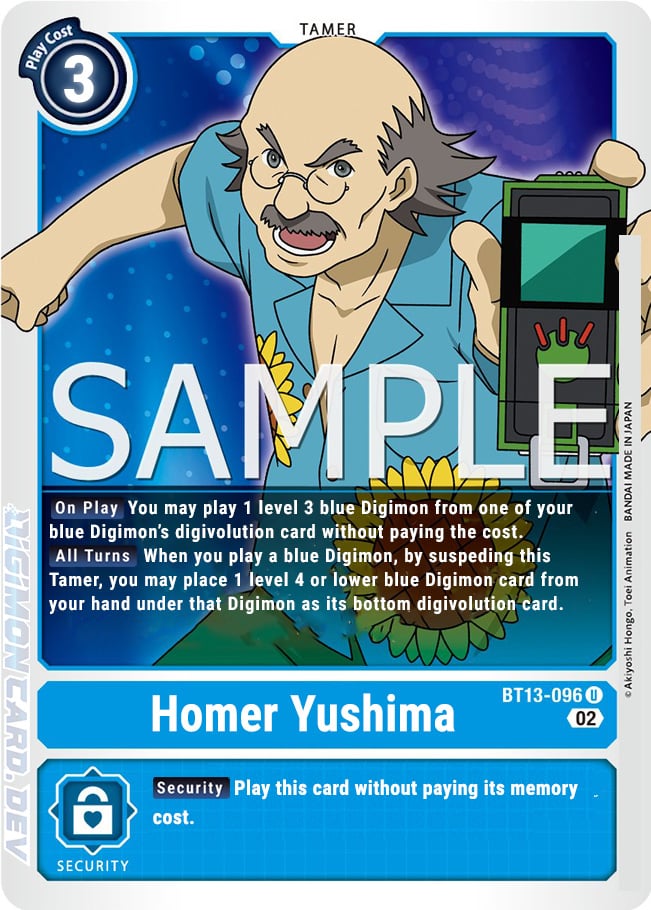 TAMER
Play Cost
3
SAMPLE
On Play You may play 1 level 3 blue Digimon from one of your
blue Digimon's digivolution card without paying the cost.
All Turns When you play a blue Digimon, by suspeding this
Tamer, you may place 1 level 4 or lower blue Digimon card from
your hand under that Digimon as its bottom digivolution card.
DIGIMONCARD.DEV
© Akiyoshi Hongo, Toei Animation BANDAI MADE IN JAPAN
BT13-096 U
Homer Yushima
02
Security Play this card without paying its memory
cost.
SECURITY